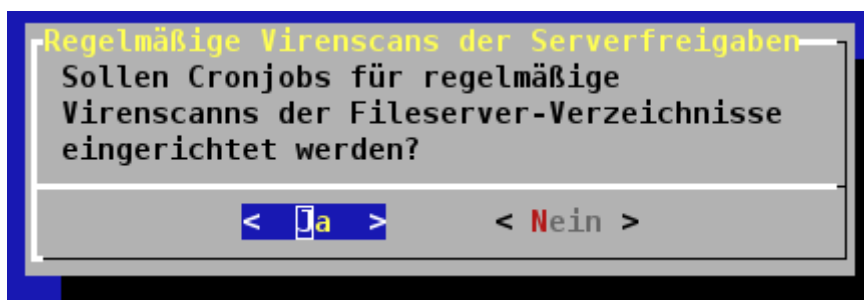 Regelmäßige Virenscans der Serverfreigaben
Sollen Cronjobs für regelmäßige
Virenscanns der Fileserver-Verzeichnisse
eingerichtet werden?
< Ja > < Nein >